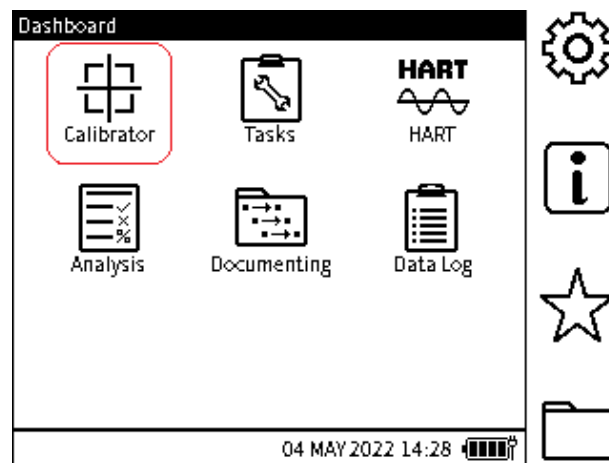 Dashboard
HART
Calibrator
Tasks
HART
Analysis
Documenting
Data Log
04 MAY 2022 14:28